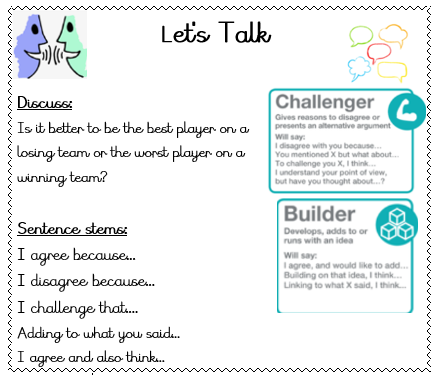 Let's Talk
Discuss:
Is it better to be the best player on a
losing team or the worst player on a
winning team?
Sentence stems:
I agree because...
I disagree because...
I challenge that....
Adding to what you said...
I agree and also think...
Challenger
Gives reasons to disagree or
presents an alternative argument
Will say:
I disagree with you because...
You mentioned X but what about...
To challenge you X, I think...
I understand your point of view,
but have you thought about...?
Builder
Develops, adds to or
runs with an idea
Will say:
I agree, and would like to add...
Building on that idea, I think...
Linking to what X said, I think...